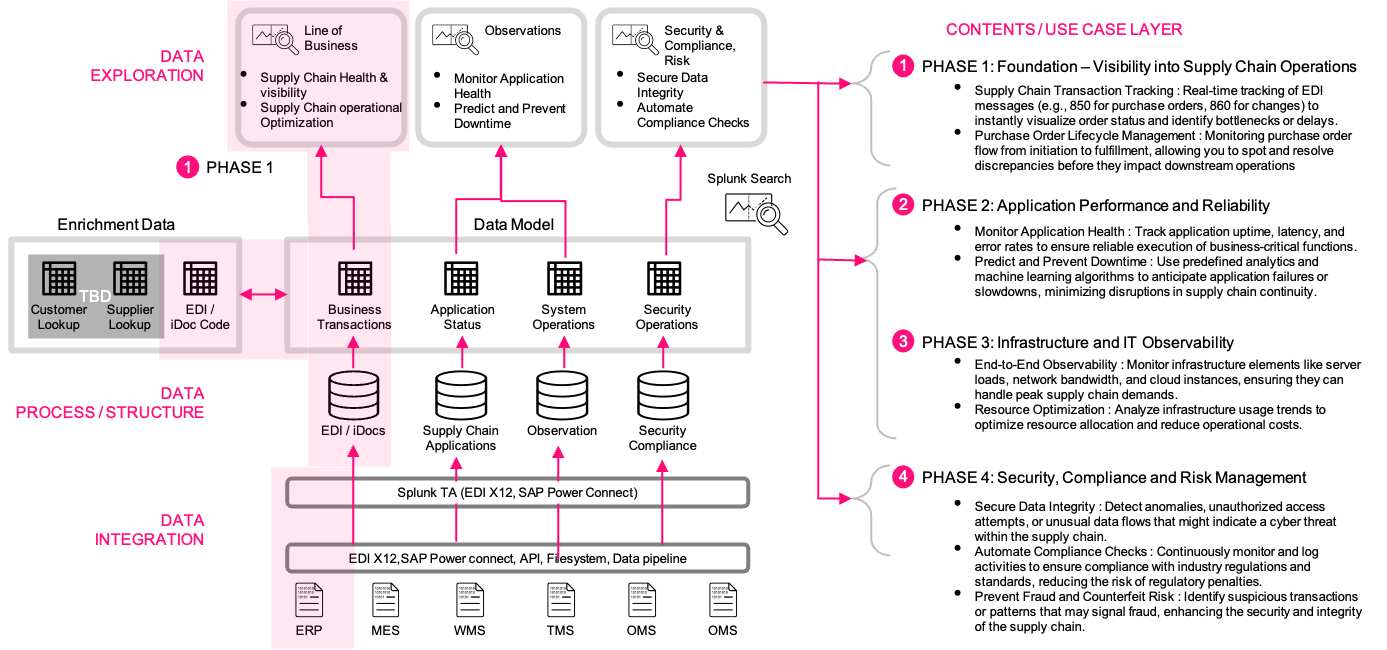 DATA
EXPLORATION
Line of
Business
• Supply Chain Health &
visibility
• Supply Chain operational
Optimization
Observations
• Monitor Application
Health
• Predict and Prevent
Downtime
Security &
Compliance,
Risk
• Secure Data
Integrity
• Automate
Compliance Checks
1 PHASE 1
Splunk Search
Enrichment Data
Data Model
TBD
Customer
Lookup
Supplier
Lookup
EDI /
iDoc Code
Business
Transactions
Application
Status
System
Operations
Security
Operations
DATA
PROCESS / STRUCTURE
EDI / iDocs
Supply Chain
Applications
Observation
Security
Compliance
DATA
INTEGRATION
Splunk TA (EDI X12, SAP Power Connect)
EDI X12,SAP Power connect, API, Filesystem, Data pipeline
ERP
MES
WMS
TMS
OMS
OMS
CONTENTS / USE CASE LAYER
1 PHASE 1: Foundation – Visibility into Supply Chain Operations
• Supply Chain Transaction Tracking : Real-time tracking of EDI
messages (e.g., 850 for purchase orders, 860 for changes) to
instantly visualize order status and identify bottlenecks or delays.
• Purchase Order Lifecycle Management : Monitoring purchase order
flow from initiation to fulfillment, allowing you to spot and resolve
discrepancies before they impact downstream operations
2 PHASE 2: Application Performance and Reliability
• Monitor Application Health : Track application uptime, latency, and
error rates to ensure reliable execution of business-critical functions.
• Predict and Prevent Downtime : Use predefined analytics and
machine learning algorithms to anticipate application failures or
slowdowns, minimizing disruptions in supply chain continuity.
3 PHASE 3: Infrastructure and IT Observability
• End-to-End Observability : Monitor infrastructure elements like server
loads, network bandwidth, and cloud instances, ensuring they can
handle peak supply chain demands.
• Resource Optimization : Analyze infrastructure usage trends to
optimize resource allocation and reduce operational costs.
4 PHASE 4: Security, Compliance and Risk Management
• Secure Data Integrity : Detect anomalies, unauthorized access
attempts, or unusual data flows that might indicate a cyber threat
within the supply chain.
• Automate Compliance Checks : Continuously monitor and log
activities to ensure compliance with industry regulations and
standards, reducing the risk of regulatory penalties.
• Prevent Fraud and Counterfeit Risk : Identify suspicious transactions
or patterns that may signal fraud, enhancing the security and integrity
of the supply chain.